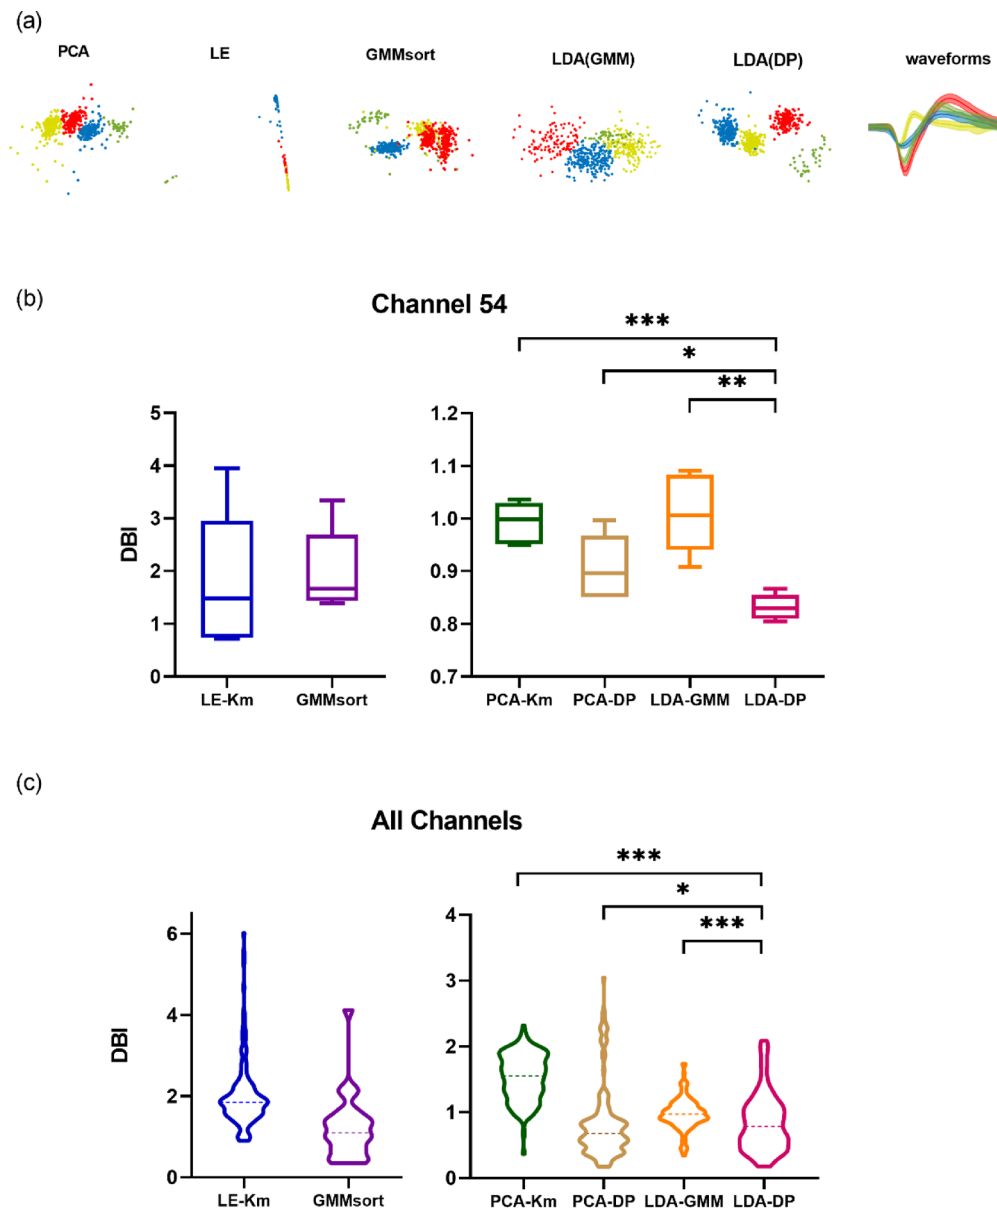 (a)
PCA LE GMMsort LDA(GMM) LDA(DP) waveforms
(b)
Channel 54
***
*
**
5
4
3
2
1
0
DBI
LE-Km GMMsort
1.2
1.1
1.0
0.9
0.8
0.7
PCA-Km PCA-DP LDA-GMM LDA-DP
(c)
All Channels
***
*
***
6
4
2
0
DBI
LE-Km GMMsort
4
3
2
1
0
PCA-Km PCA-DP LDA-GMM LDA-DP